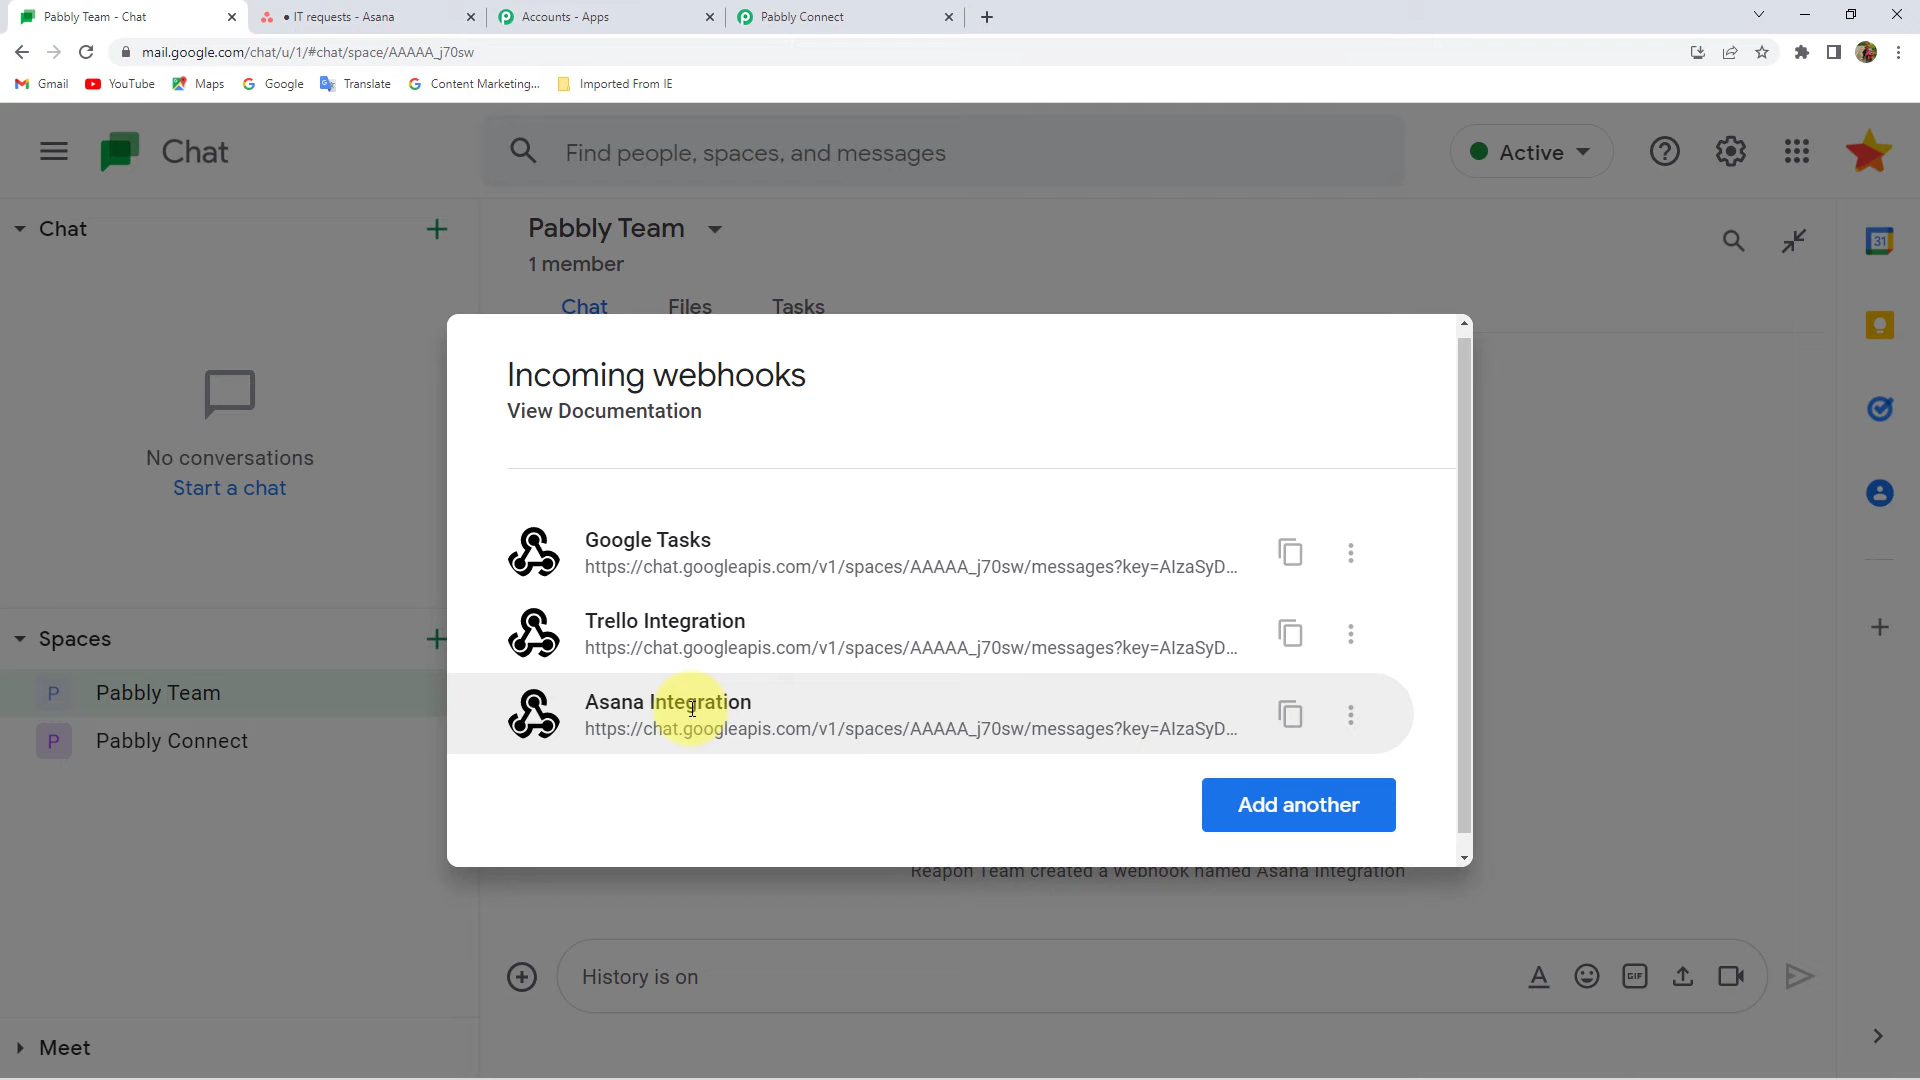 Pabbly Team - Chat
● IT requests - Asana
Accounts - Apps
Pabbly Connect
mail.google.com/chat/u/1/#chat/space/AAAAA_j70sw
Gmail
YouTube
Maps
Google
Translate
Content Marketing...
Imported From IE
Chat
Find people, spaces, and messages
Active
Chat
Pabbly Team
1 member
31
Chat Files Tasks
Incoming webhooks
View Documentation
No conversations
Start a chat
Google Tasks
https://chat.googleapis.com/v1/spaces/AAAAA_j70sw/messages?key=AIzaSyD...
Trello Integration
https://chat.googleapis.com/v1/spaces/AAAAA_j70sw/messages?key=AIzaSyD...
Asana Integration
https://chat.googleapis.com/v1/spaces/AAAAA_j70sw/messages?key=AIzaSyD...
Add another
Spaces
P Pabbly Team
P Pabbly Connect
Reapon Team created a webhook named Asana Integration
History is on
GIF
Meet